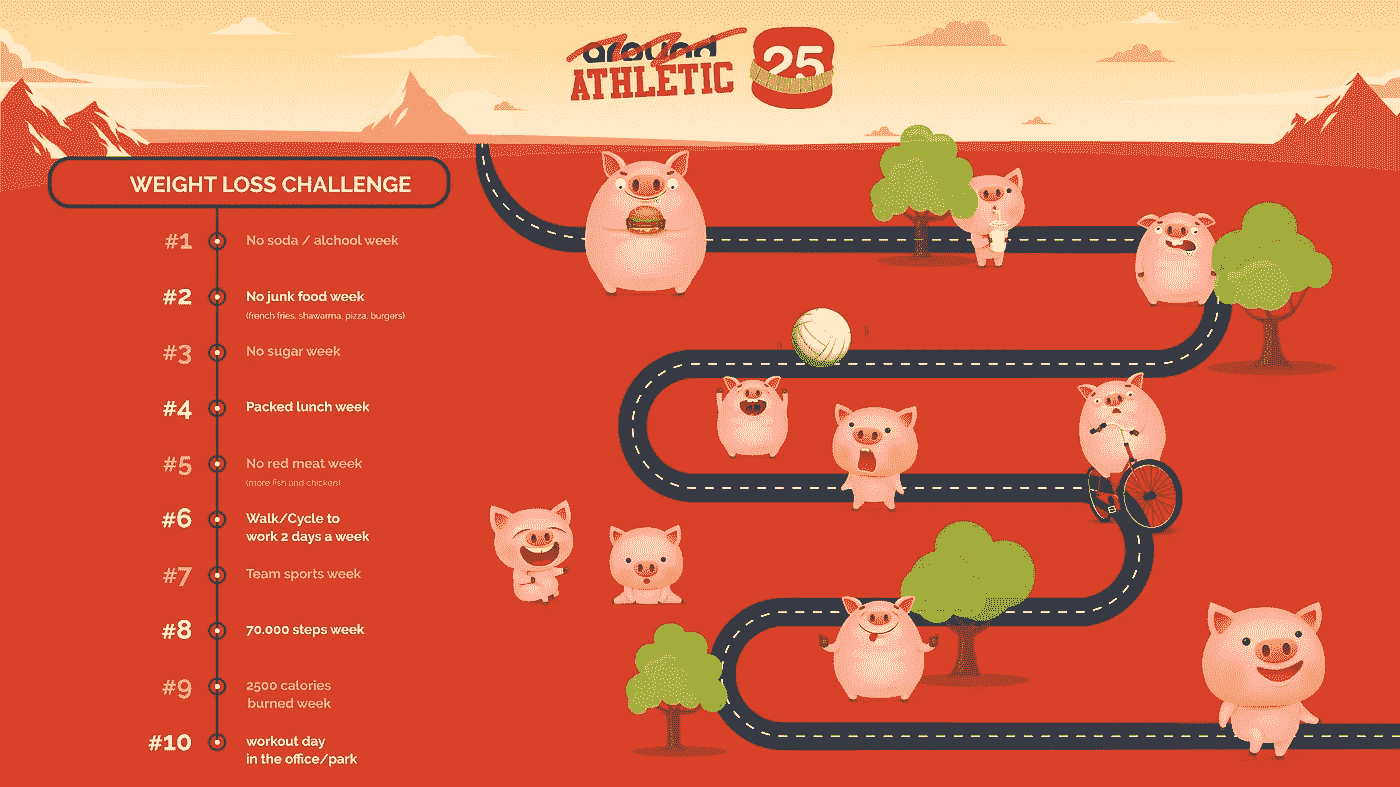 around
ATHLETIC
25
WEIGHT LOSS CHALLENGE
#1 No soda / alchool week
#2 No junk food week
(french fries, shawarma, pizza, burgers)
#3 No sugar week
#4 Packed lunch week
#5 No red meat week
(more fish and chicken)
#6 Walk/Cycle to
work 2 days a week
#7 Team sports week
#8 70.000 steps week
#9 2500 calories
burned week
#10 workout day
in the office/park